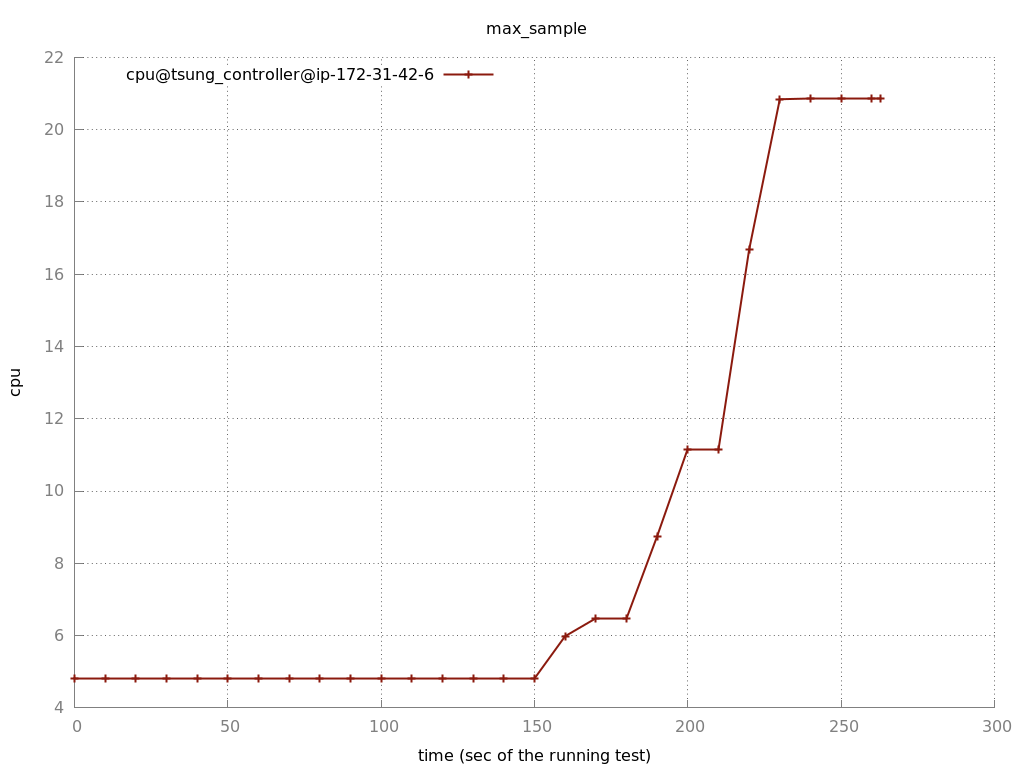 max_sample
22
cpu@tsung_controller@ip-172-31-42-6
20
18
16
14
12
cpu
10
8
6
4
0 50 100 150 200 250 300
time (sec of the running test)